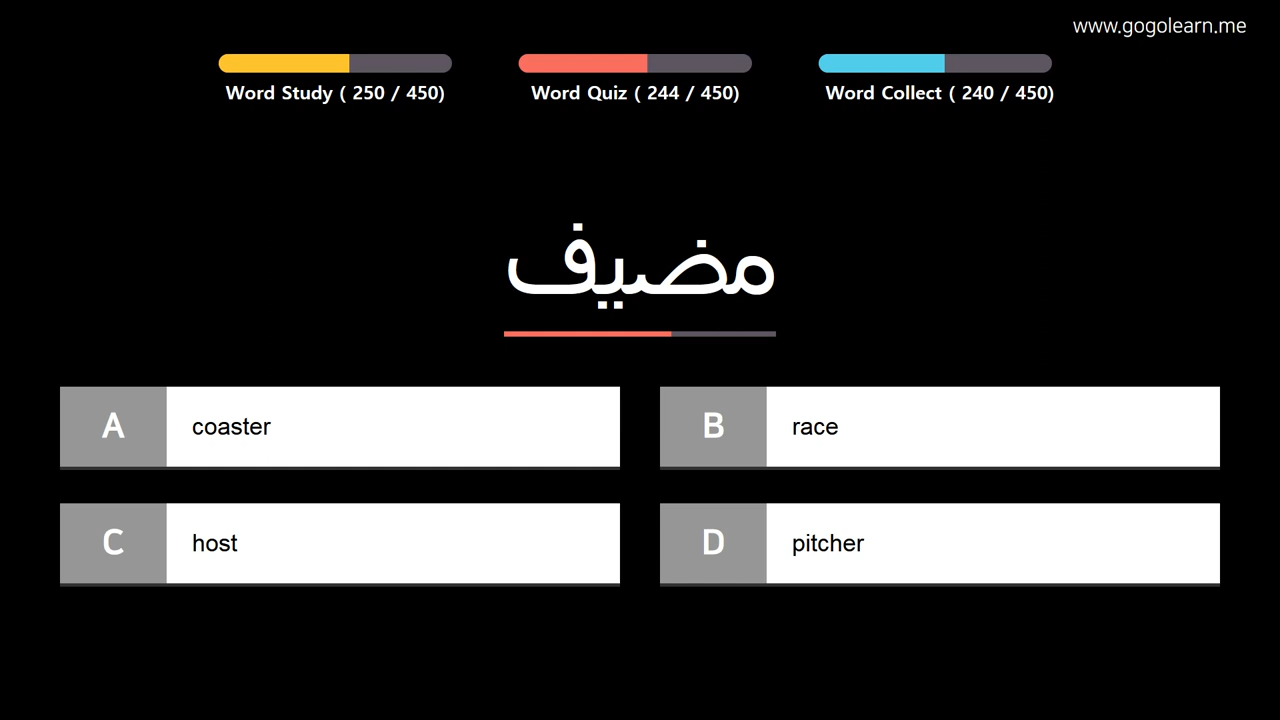 www.gogolearn.me
Word Study ( 250 / 450)
Word Quiz ( 244 / 450)
Word Collect ( 240 / 450)
مضيف
A coaster
B race
C host
D pitcher